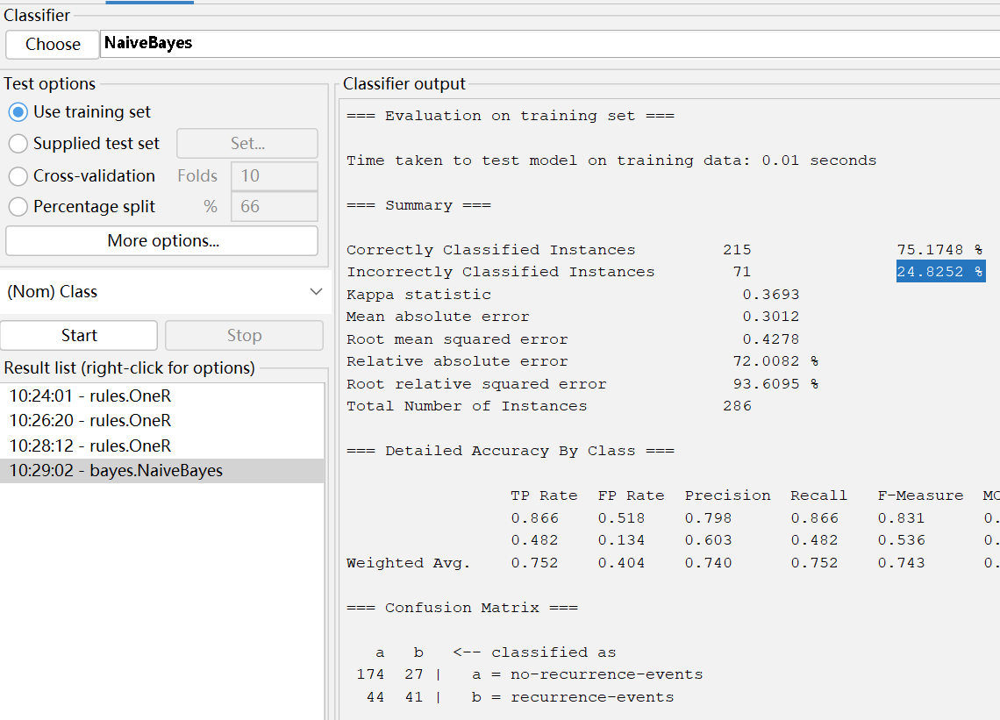 Classifier
Choose NaiveBayes
Test options
Use training set
Supplied test set Set...
Cross-validation Folds 10
Percentage split % 66
More options...
(Nom) Class
Start Stop
Result list (right-click for options)
10:24:01 - rules.OneR
10:26:20 - rules.OneR
10:28:12 - rules.OneR
10:29:02 - bayes.NaiveBayes
Classifier output
=== Evaluation on training set ===
Time taken to test model on training data: 0.01 seconds
=== Summary ===
Correctly Classified Instances 215 75.1748 %
Incorrectly Classified Instances 71 24.8252 %
Kappa statistic 0.3693
Mean absolute error 0.3012
Root mean squared error 0.4278
Relative absolute error 72.0082 %
Root relative squared error 93.6095 %
Total Number of Instances 286
=== Detailed Accuracy By Class ===
TP Rate FP Rate Precision Recall F-Measure MC
0.866 0.518 0.798 0.866 0.831 0.
0.482 0.134 0.603 0.482 0.536 0.
Weighted Avg. 0.752 0.404 0.740 0.752 0.743 0.
=== Confusion Matrix ===
a b <-- classified as
174 27 | a = no-recurrence-events
44 41 | b = recurrence-events